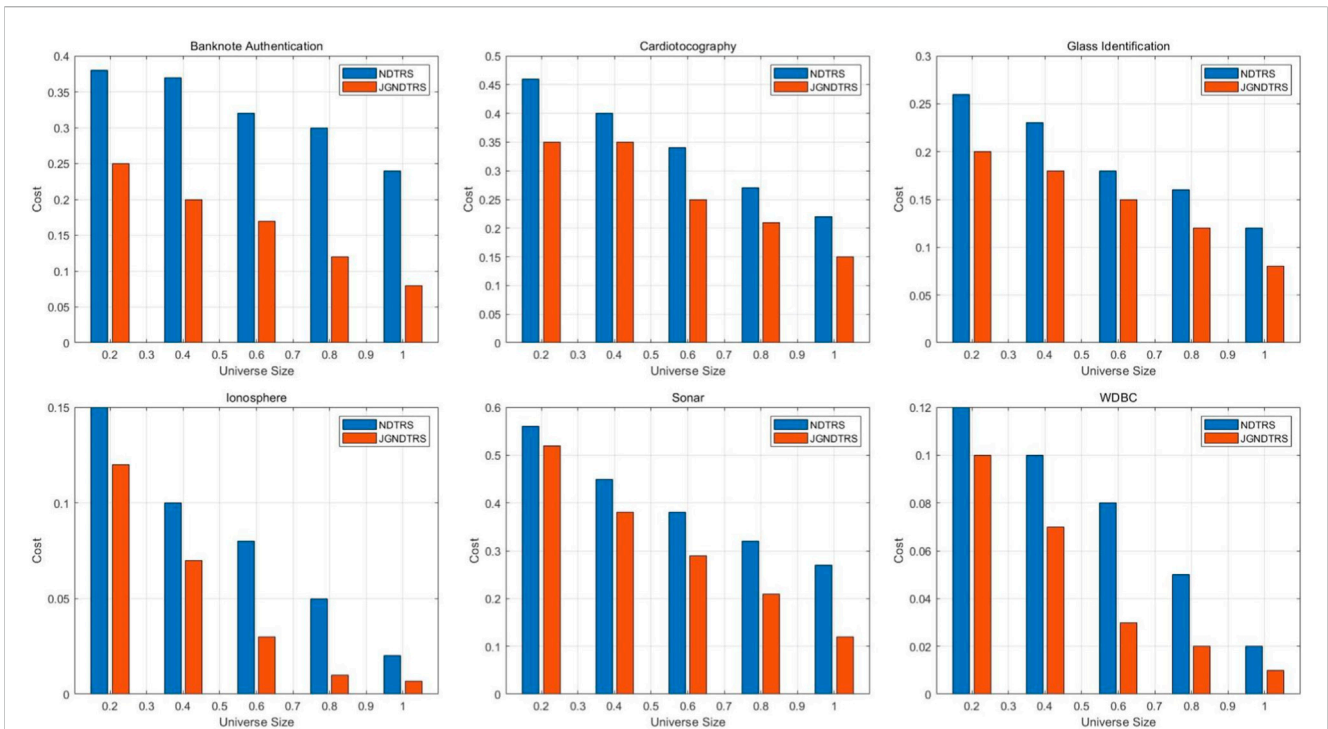 Banknote Authentication
0.4
0.35
0.3
0.25
0.2
0.15
0.1
0.05
0
Cost
NDTRS
JGNDTRS
0.2 0.3 0.4 0.5 0.6 0.7 0.8 0.9 1
Universe Size
Cardiotocography
0.5
0.45
0.4
0.35
0.3
0.25
0.2
0.15
0.1
0.05
0
Cost
NDTRS
JGNDTRS
0.2 0.3 0.4 0.5 0.6 0.7 0.8 0.9 1
Universe Size
Glass Identification
0.3
0.25
0.2
0.15
0.1
0.05
0
Cost
NDTRS
JGNDTRS
0.2 0.3 0.4 0.5 0.6 0.7 0.8 0.9 1
Universe Size
Ionosphere
0.15
0.1
0.05
0
Cost
NDTRS
JGNDTRS
0.2 0.3 0.4 0.5 0.6 0.7 0.8 0.9 1
Universe Size
Sonar
0.6
0.5
0.4
0.3
0.2
0.1
0
Cost
NDTRS
JGNDTRS
0.2 0.3 0.4 0.5 0.6 0.7 0.8 0.9 1
Universe Size
WDBC
0.12
0.1
0.08
0.06
0.04
0.02
0
Cost
NDTRS
JGNDTRS
0.2 0.3 0.4 0.5 0.6 0.7 0.8 0.9 1
Universe Size